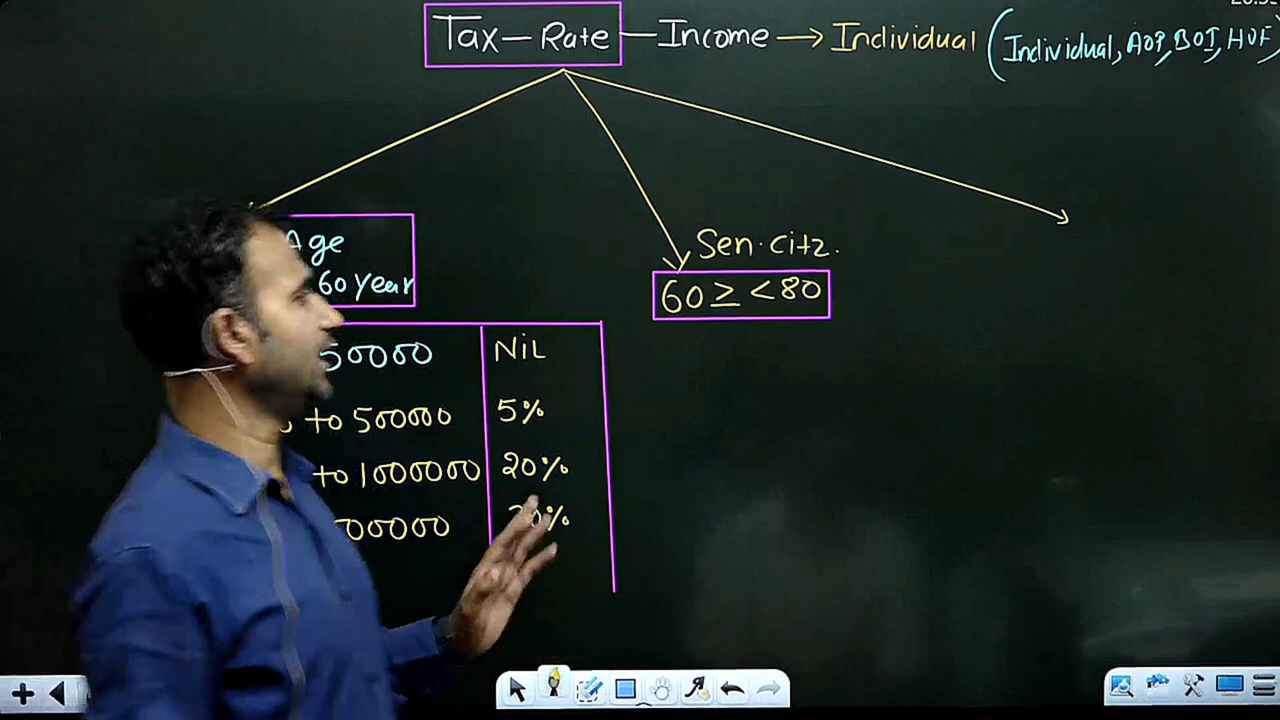 Tax - Rate - Income → Individual (Individual, AOP, BOI, HUF
Age
60 year
Sen. Citz.
60 ≥ < 80
50000 NiL
to 500000 5%
to 1000000 20%
00000